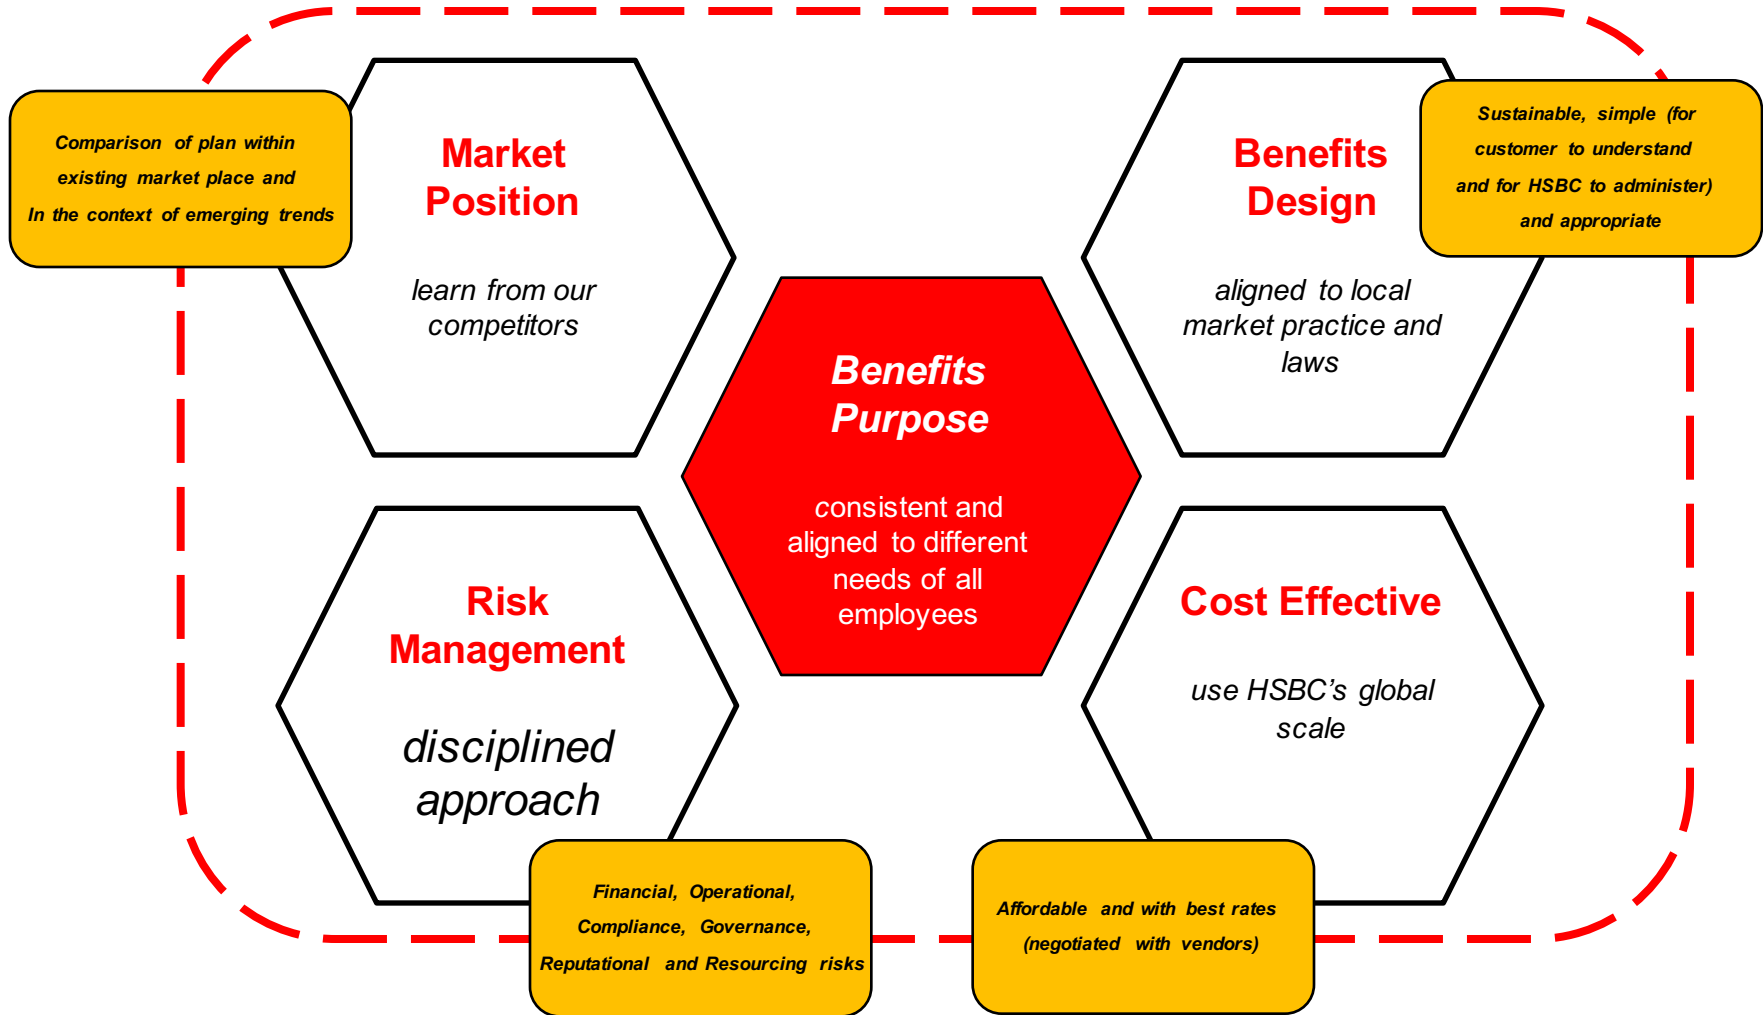 Comparison of plan within
existing market place and
In the context of emerging trends
Market
Position
learn from our
competitors
Benefits
Design
aligned to local
market practice and
laws
Sustainable, simple (for
customer to understand
and for HSBC to administer)
and appropriate
Benefits
Purpose
consistent and
aligned to different
needs of all
employees
Risk
Management
disciplined
approach
Financial, Operational,
Compliance, Governance,
Reputational and Resourcing risks
Cost Effective
use HSBC’s global
scale
Affordable and with best rates
(negotiated with vendors)